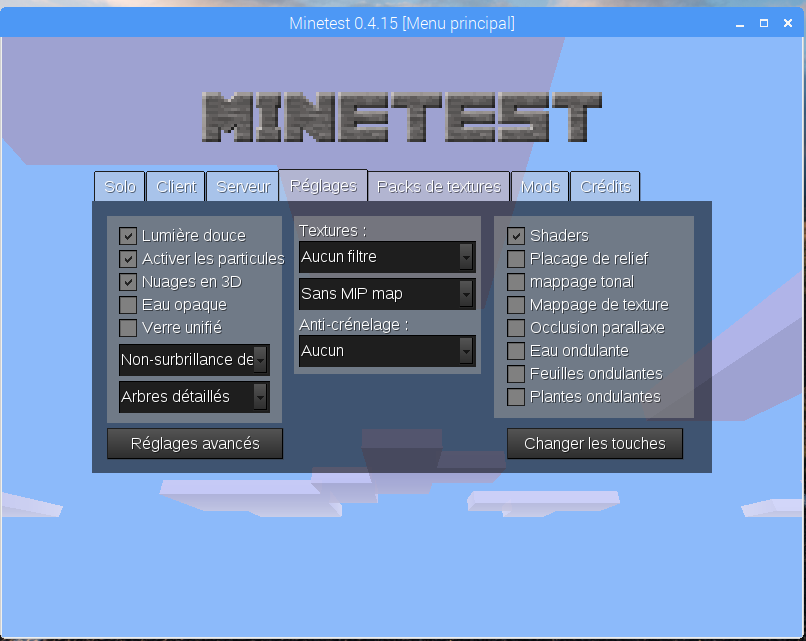 Minetest 0.4.15 [Menu principal]
MINETEST
Solo Client Serveur Réglages Packs de textures Mods Crédits
Lumière douce
Activer les particules
Nuages en 3D
Eau opaque
Verre unifié
Non-surbrillance de
Arbres détaillés
Réglages avancés
Textures :
Aucun filtre
Sans MIP map
Anti-crénelage :
Aucun
Shaders
Placage de relief
mappage tonal
Mappage de texture
Occlusion parallaxe
Eau ondulante
Feuilles ondulantes
Plantes ondulantes
Changer les touches